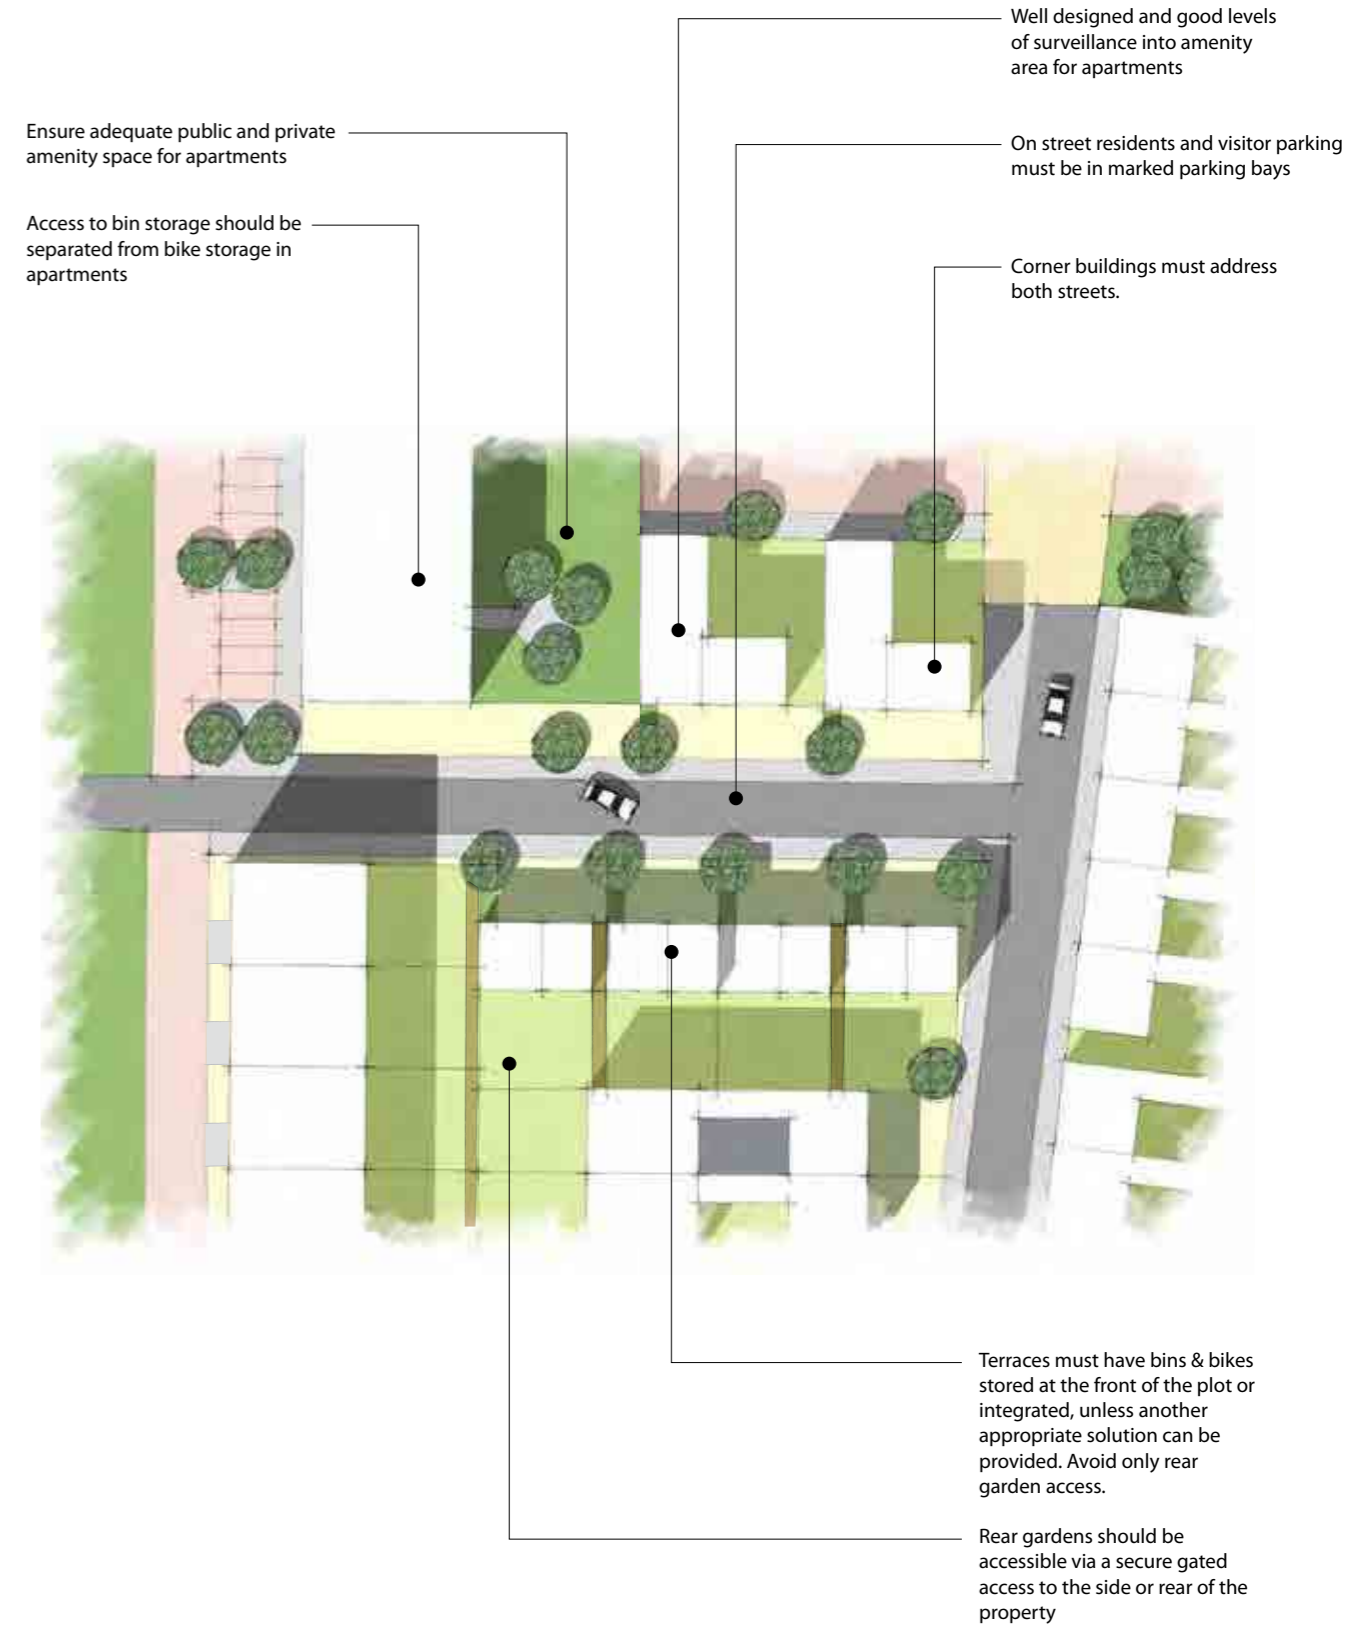 Well designed and good levels
of surveillance into amenity
area for apartments
Ensure adequate public and private
amenity space for apartments
On street residents and visitor parking
must be in marked parking bays
Access to bin storage should be
separated from bike storage in
apartments
Corner buildings must address
both streets.
Terraces must have bins & bikes
stored at the front of the plot or
integrated, unless another
appropriate solution can be
provided. Avoid only rear
garden access.
Rear gardens should be
accessible via a secure gated
access to the side or rear of the
property